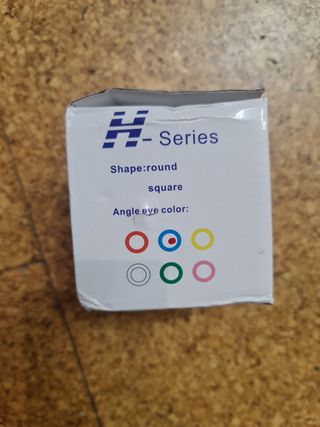 H- Series
Shape:round
square
Angle eye color: